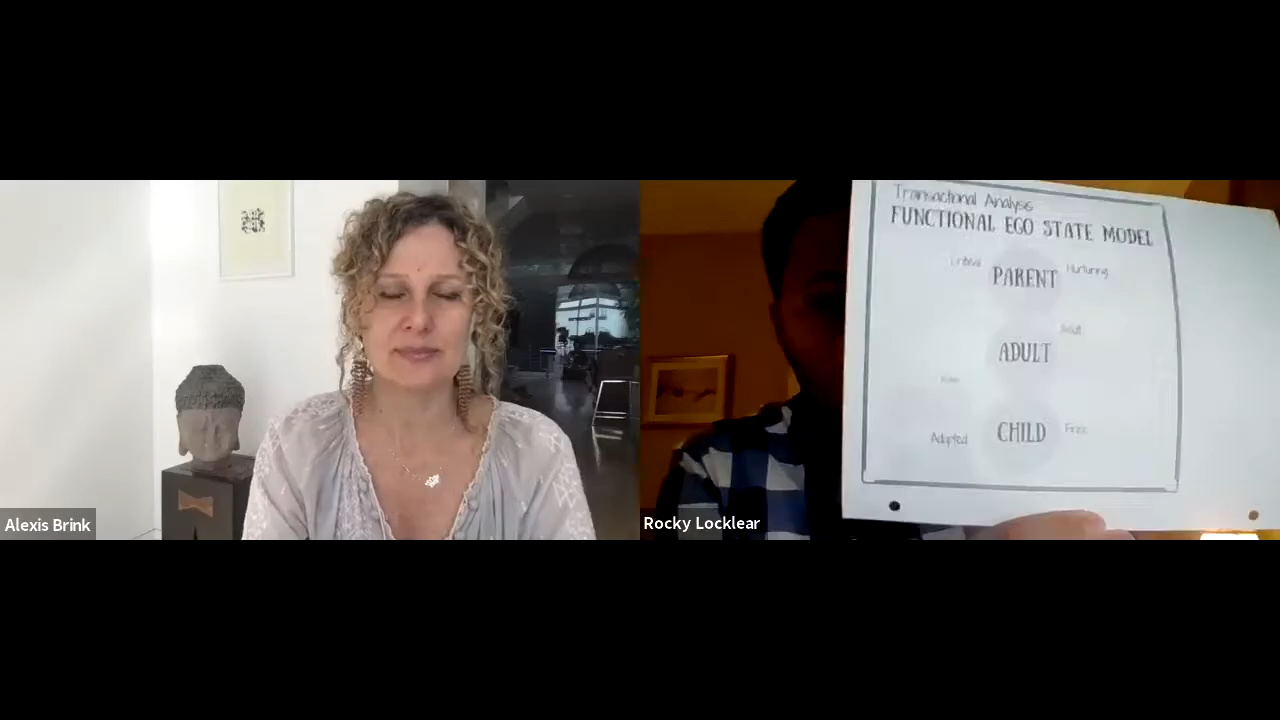 Alexis Brink
Rocky Locklear
Transactional Analysis
FUNCTIONAL EGO STATE MODEL
Critical
Nurturing
PARENT
Adult
ADULT
Adapted
CHILD
Free